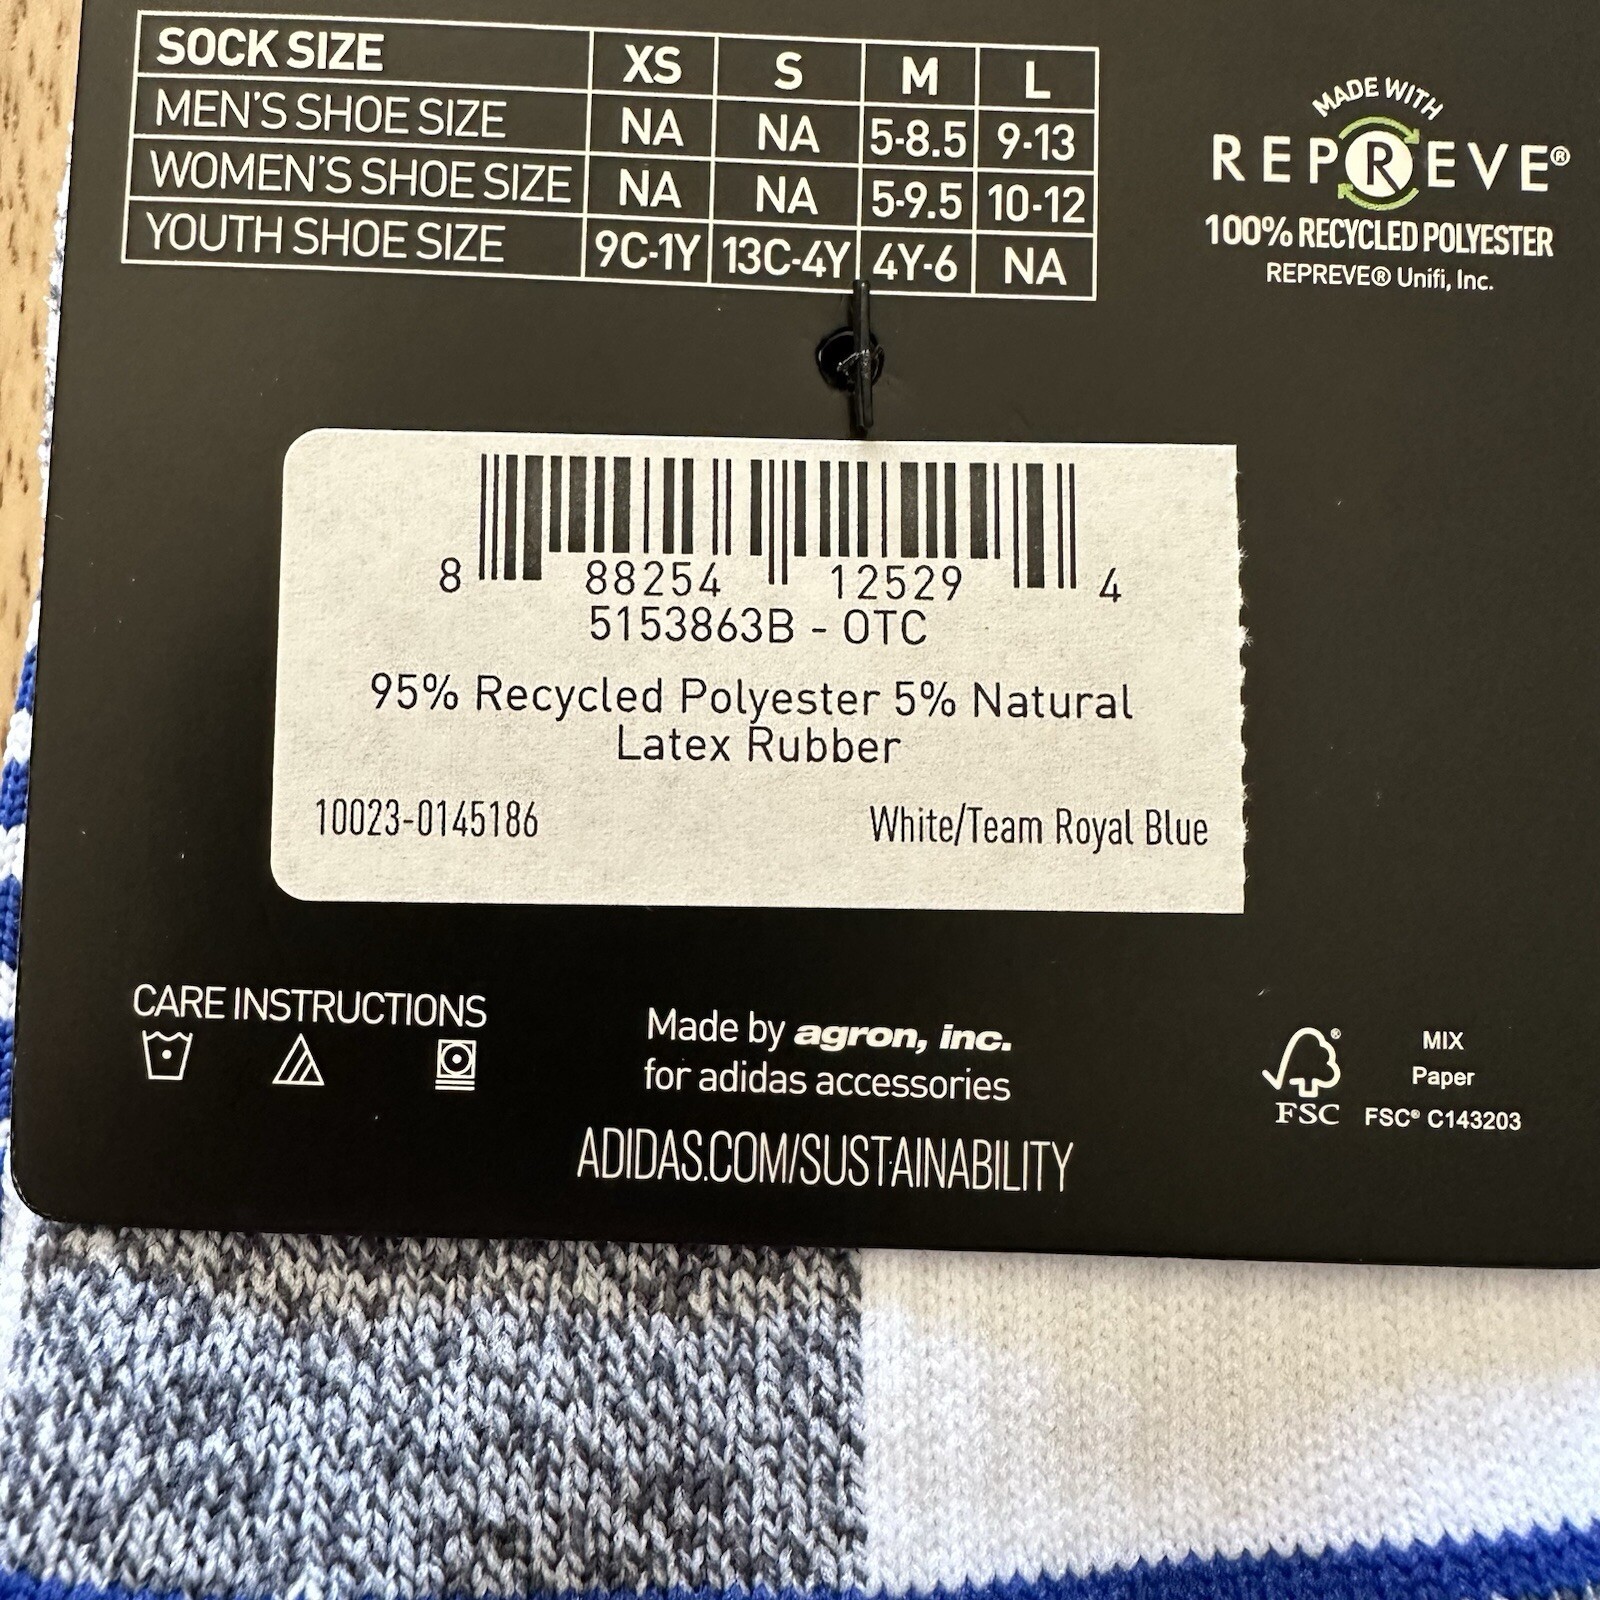 SOCK SIZE XS S M L
MEN'S SHOE SIZE NA NA 5-8.5 9-13
WOMEN'S SHOE SIZE NA NA 5-9.5 10-12
YOUTH SHOE SIZE 9C-1Y 13C-4Y 4Y-6 NA
MADE WITH
REPREVE®
100% RECYCLED POLYESTER
REPREVE® Unifi, Inc.
8 88254 12529 4
5153863B - OTC
95% Recycled Polyester 5% Natural
Latex Rubber
10023-0145186 White/Team Royal Blue
CARE INSTRUCTIONS
Made by agron, inc.
for adidas accessories
ADIDAS.COM/SUSTAINABILITY
FSC
MIX
Paper
FSC® C143203